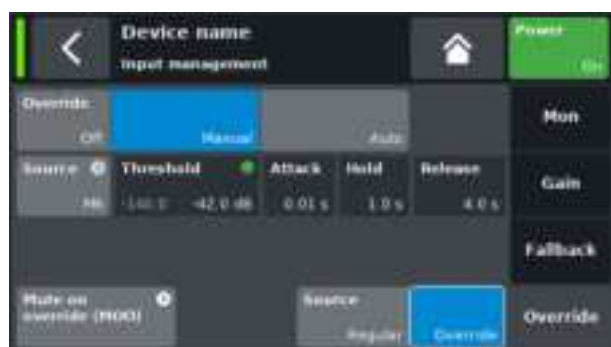 Device name
Input management
Power
On
Override
Off
Manual
Auto
Mon
Source
Threshold
Attack
Hold
Release
-42.0 dB
0.01 s
1.0 s
4.0 s
Gain
Fallback
Mute on
override (MOO)
Source
Regular
Override
Override